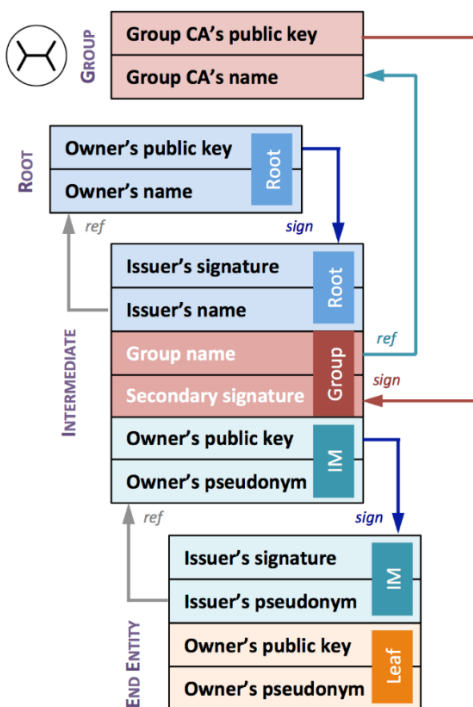 GROUP
Group CA's public key
Group CA's name
ROOT
Owner's public key
Owner's name
Root
ref
sign
INTERMEDIATE
Issuer's signature
Issuer's name
Root
Group name
Secondary signature
Group
ref
sign
Owner's public key
Owner's pseudonym
IM
ref
sign
END ENTITY
Issuer's signature
Issuer's pseudonym
IM
Owner's public key
Owner's pseudonym
Leaf